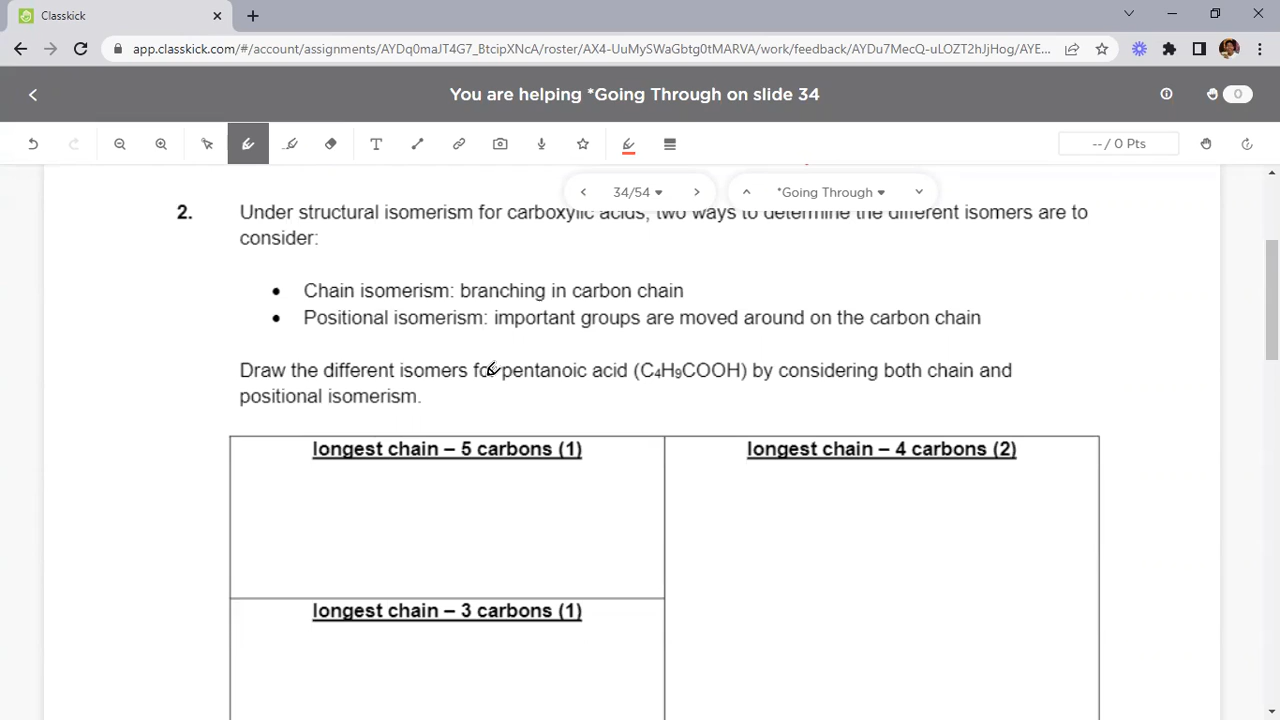 Classkick
app.classkick.com/#/account/assignments/AYDq0maJT4G7_BtcipXNcA/roster/AX4-UuMySWaGbtg0tMARVA/work/feedback/AYDu7MecQ-uLOZT2hJjHog/AYE...
You are helping *Going Through on slide 34
0
T
-- / 0 Pts
34/54
*Going Through
2. Under structural isomerism for carboxylic acids, two ways to determine the different isomers are to
consider:
• Chain isomerism: branching in carbon chain
• Positional isomerism: important groups are moved around on the carbon chain
Draw the different isomers for pentanoic acid (C₄H₉COOH) by considering both chain and
positional isomerism.
longest chain – 5 carbons (1)
longest chain – 4 carbons (2)
longest chain – 3 carbons (1)